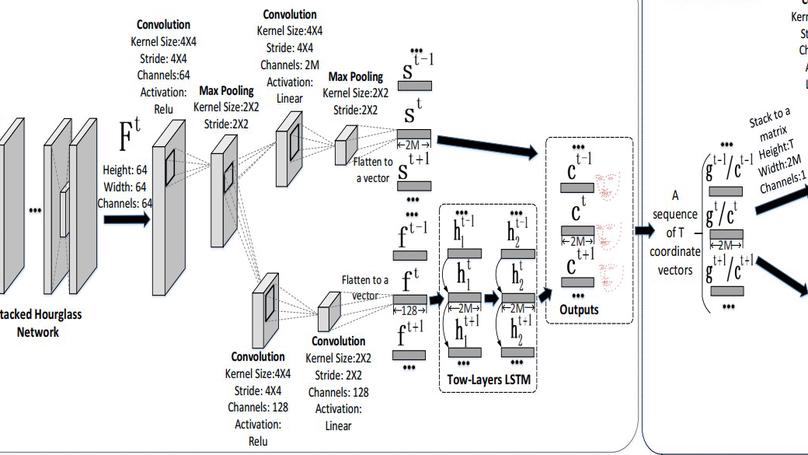 Convolution
Kernel Size:4X4
Stride: 4X4
Channels:64
Activation:
Relu
Max Pooling
Kernel Size:2X2
Stride:2X2
Convolution
Kernel Size:4X4
Stride: 4X4
Channels: 2M
Activation:
Linear
Max Pooling
Kernel Size:2X2
Stride:2X2
F^t
Height: 64
Width: 64
Channels: 64
...
tacked Hourglass
Network
...
s^{t-1}
s^t
2M
Flatten to
a vector
s^{t+1}
...
f^{t-1}
Flatten to a
vector
f^t
128
f^{t+1}
...
Convolution
Kernel Size:4X4
Stride: 4X4
Channels: 128
Activation:
Relu
Convolution
Kernel Size:2X2
Stride: 2X2
Channels: 128
Activation:
Linear
...
h_1^{t-1}
h_1^t
2M
h_1^{t+1}
...
...
h_2^{t-1}
h_2^t
2M
h_2^{t+1}
...
Tow-Layers LSTM
...
c^{t-1}
c^t
2M
c^{t+1}
...
Outputs
A
sequence
of T
coordinate
vectors
...
g^{t-1}/c^{t-1}
g^t/c^t
2M
g^{t+1}/c^{t+1}
...
Stack to a
matrix
Height:T
Width:2M
Channels:1